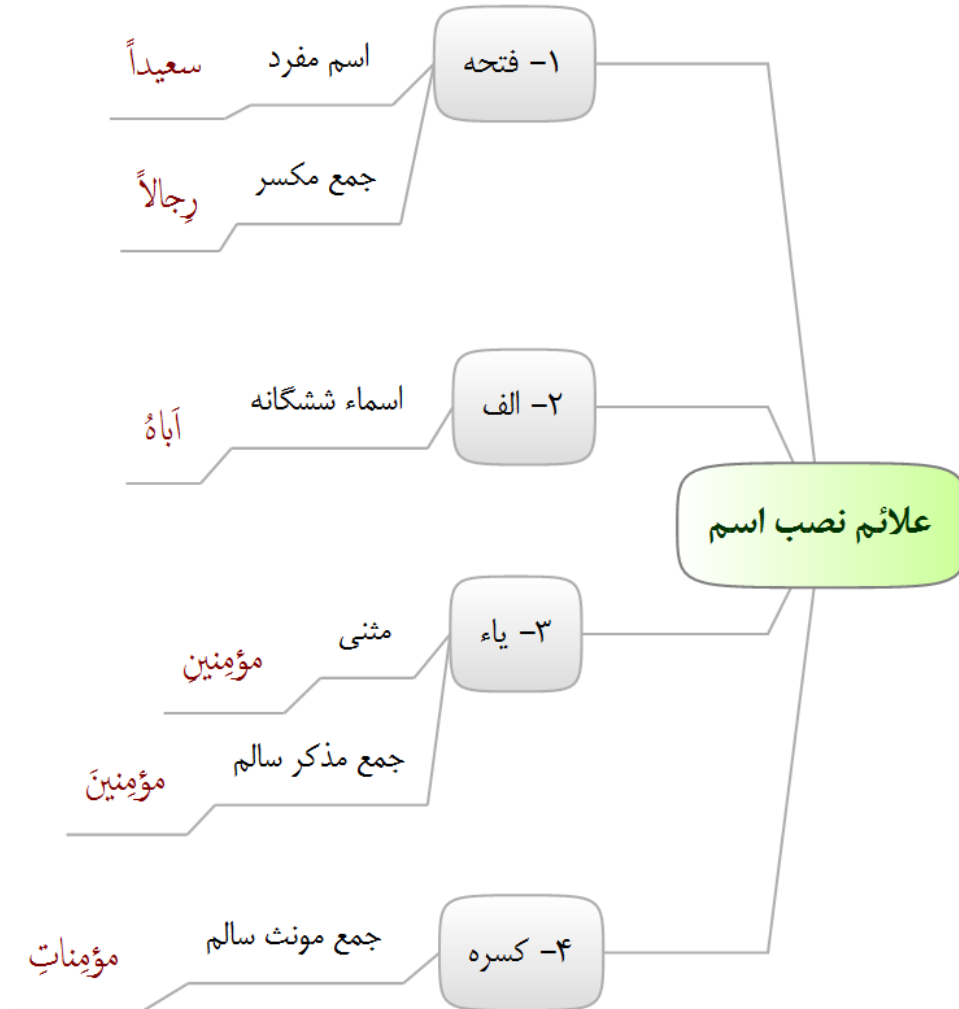 علائم نصب اسم
۱- فتحه
اسم مفرد
سعیداً
جمع مکسر
رِجالاً
۲- الف
اسماء ششگانه
اَباهُ
۳- یاء
مثنی
مؤمِنینِ
جمع مذکر سالم
مؤمِنینَ
۴- کسره
جمع مونث سالم
مؤمِناتِ